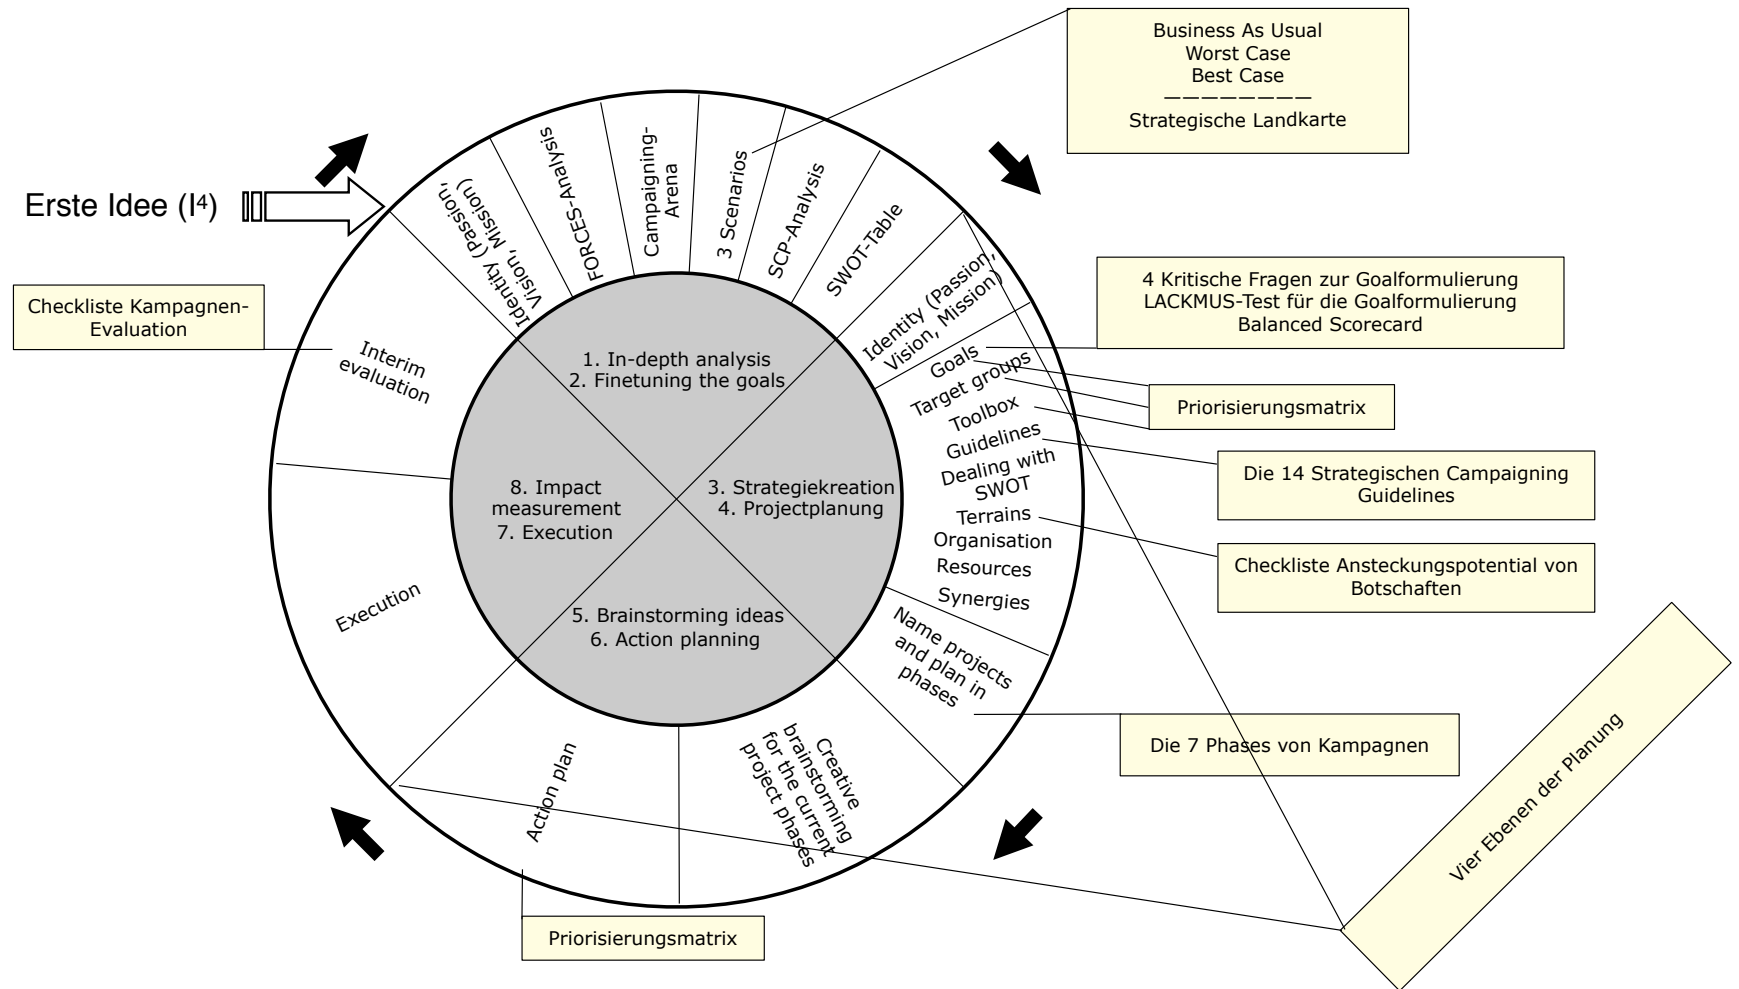 Business As Usual
Worst Case
Best Case
————————
Strategische Landkarte
Erste Idee (I⁴)
Identity (Passion,
Vision, Mission)
FORCES-Analysis
Campaigning-
Arena
3 Scenarios
SCP-Analysis
SWOT-Table
Identity (Passion,
Vision, Mission)
4 Kritische Fragen zur Goalformulierung
LACKMUS-Test für die Goalformulierung
Balanced Scorecard
Checkliste Kampagnen-
Evaluation
Interim
evaluation
1. In-depth analysis
2. Finetuning the goals
Goals
Target groups
Toolbox
Guidelines
Dealing with
SWOT
Terrains
Organisation
Resources
Synergies
Priorisierungsmatrix
Die 14 Strategischen Campaigning
Guidelines
8. Impact
measurement
7. Execution
3. Strategiekreation
4. Projectplanung
Checkliste Ansteckungspotential von
Botschaften
Execution
5. Brainstorming ideas
6. Action planning
Name projects
and plan in
phases
Die 7 Phases von Kampagnen
Vier Ebenen der Planung
Action plan
Creative
brainstorming
for the current
project phases
Priorisierungsmatrix